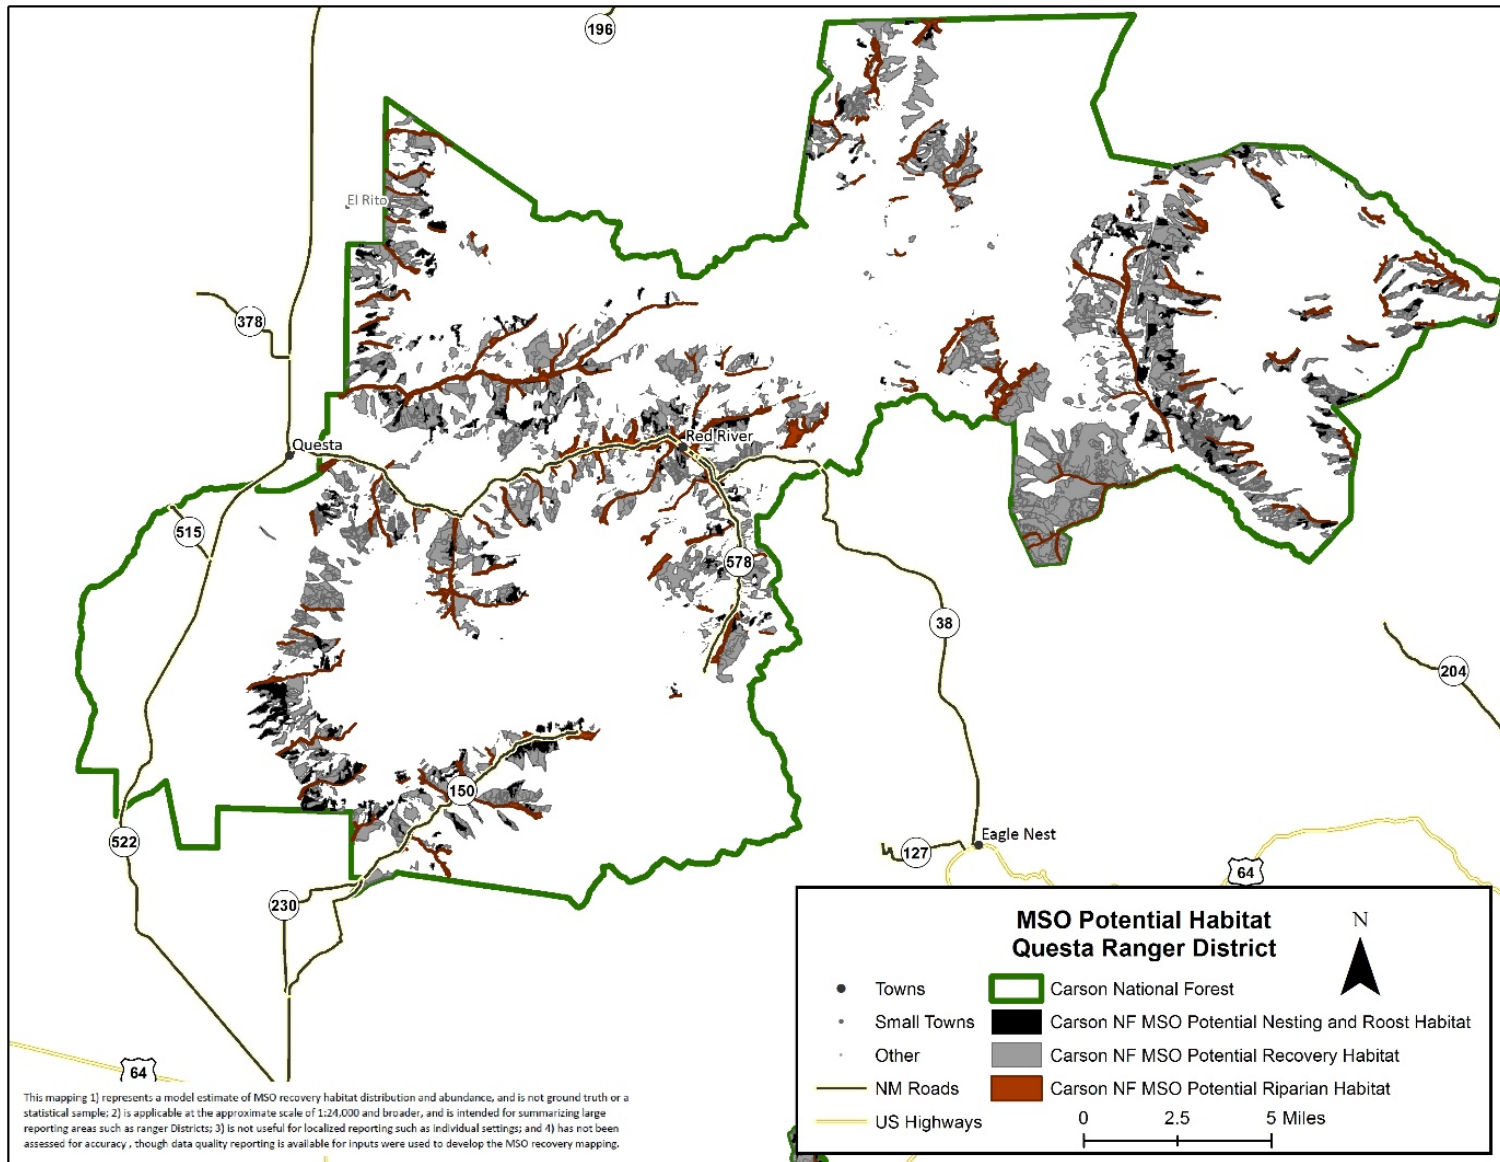 196
El Rito
378
Questa
Red River
515
578
38
204
150
522
Eagle Nest
127
64
230
64
MSO Potential Habitat
Questa Ranger District
N
Towns
Carson National Forest
Small Towns
Carson NF MSO Potential Nesting and Roost Habitat
Other
Carson NF MSO Potential Recovery Habitat
NM Roads
Carson NF MSO Potential Riparian Habitat
US Highways
0 2.5 5 Miles
This mapping 1) represents a model estimate of MSO recovery habitat distribution and abundance, and is not ground truth or a
statistical sample; 2) is applicable at the approximate scale of 1:24,000 and broader, and is intended for summarizing large
reporting areas such as ranger Districts; 3) is not useful for localized reporting such as individual settings; and 4) has not been
assessed for accuracy , though data quality reporting is available for inputs were used to develop the MSO recovery mapping.